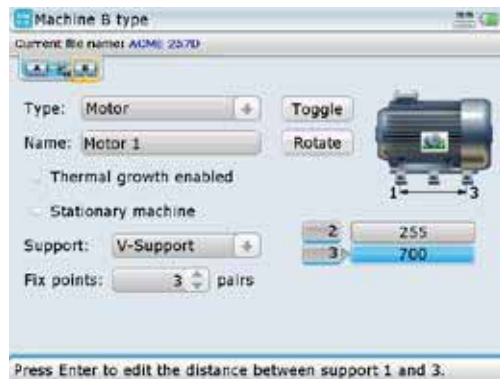 Machine B type
Current file name: ACME 257D
A B
Type: Motor Toggle
Name: Motor 1 Rotate
Thermal growth enabled
1 3
Stationary machine
2 255
Support: V-Support
3 700
Fix points: 3 pairs
Press Enter to edit the distance between support 1 and 3.